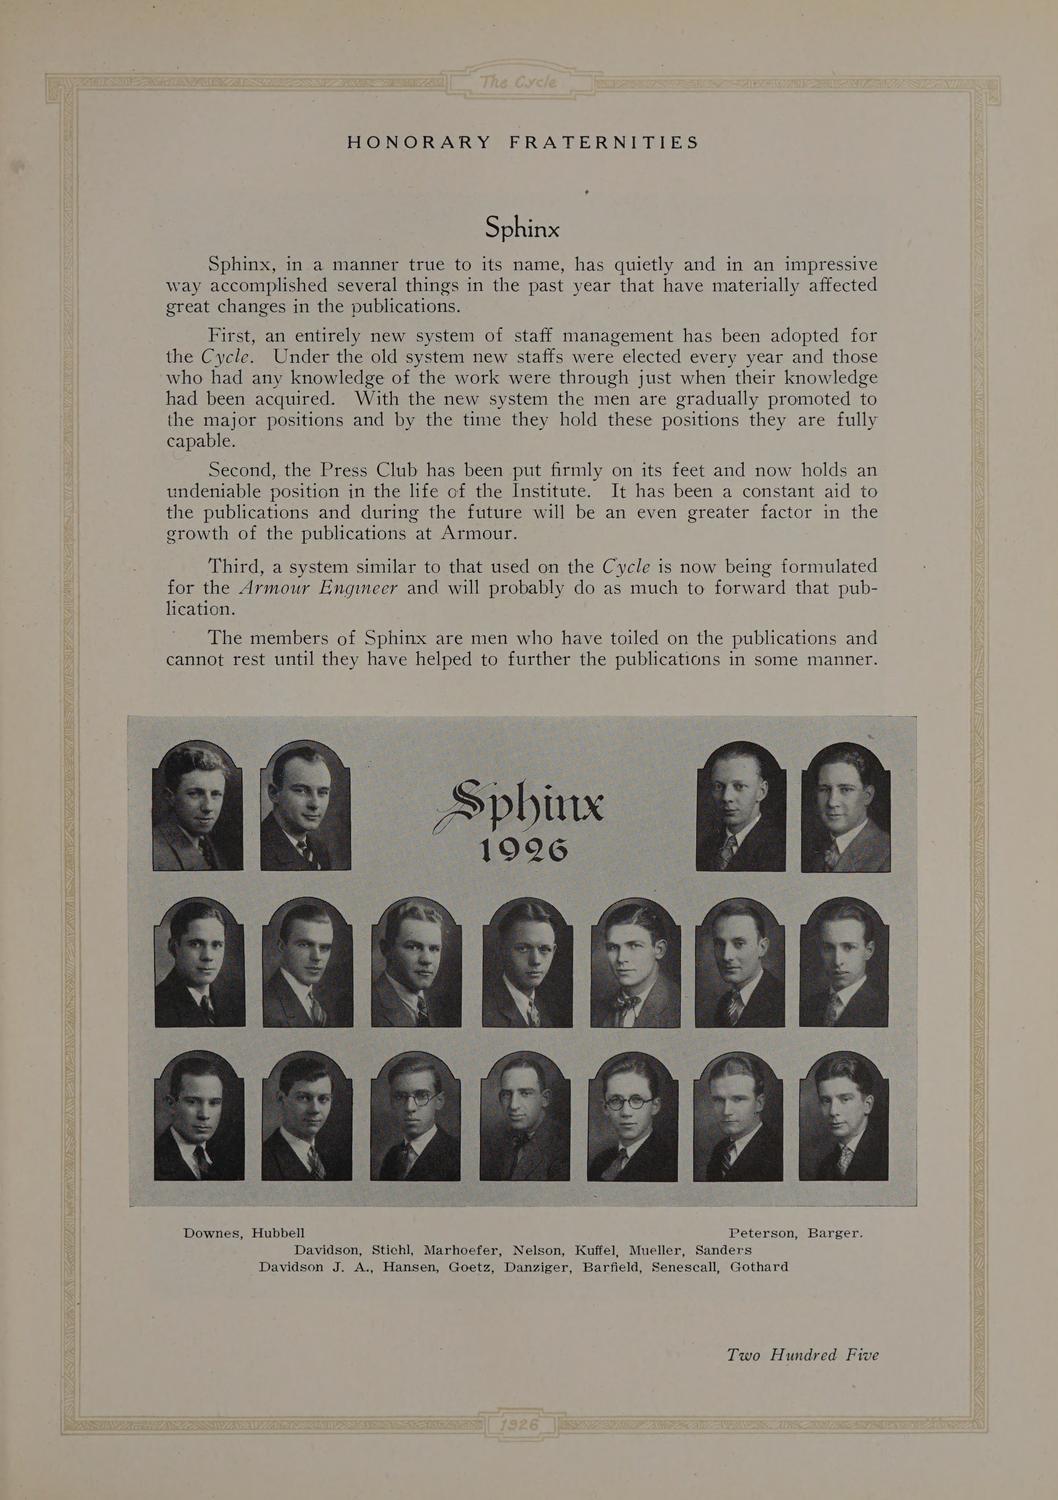 The Cycle
HONORARY FRATERNITIES
Sphinx
Sphinx, in a manner true to its name, has quietly and in an impressive
way accomplished several things in the past year that have materially affected
great changes in the publications.
First, an entirely new system of staff management has been adopted for
the Cycle. Under the old system new staffs were elected every year and those
who had any knowledge of the work were through just when their knowledge
had been acquired. With the new system the men are gradually promoted to
the major positions and by the time they hold these positions they are fully
capable.
Second, the Press Club has been put firmly on its feet and now holds an
undeniable position in the life of the Institute. It has been a constant aid to
the publications and during the future will be an even greater factor in the
growth of the publications at Armour.
Third, a system similar to that used on the Cycle is now being formulated
for the Armour Engineer and will probably do as much to forward that pub-
lication.
The members of Sphinx are men who have toiled on the publications and
cannot rest until they have helped to further the publications in some manner.
Sphinx
1926
Downes, Hubbell Peterson, Barger.
Davidson, Stichl, Marhoefer, Nelson, Kuffel, Mueller, Sanders
Davidson J. A., Hansen, Goetz, Danziger, Barfield, Senescall, Gothard
Two Hundred Five
1926